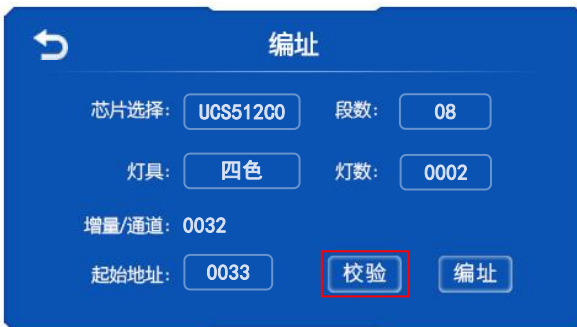 编址
芯片选择： UCS512C0 段数： 08
灯具： 四色 灯数： 0002
增量/通道： 0032
起始地址： 0033 校验 编址